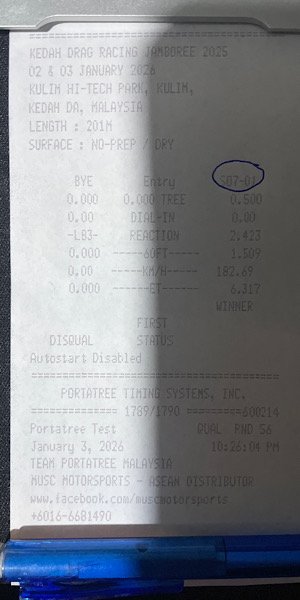 KEDAH DRAG RACING JAMBOREE 2025
02 & 03 JANUARY 2026
KULIM HI-TECH PARK, KULIM,
KEDAH DA, MALAYSIA
LENGTH : 201M
SURFACE : NO-PREP / DRY
BYE Entry S07-01
0.000 0.000 TREE 0.500
0.00 DIAL-IN 0.00
-LB3- REACTION 2.423
0.000 -----60FT----- 1.509
0.00 -----KM/H----- 182.69
0.000 ------ET------ 6.317
WINNER
FIRST
DISQUAL STATUS
Autostart Disabled
PORTATREE TIMING SYSTEMS, INC.
============ 1789/1790 =========600214
Portatree Test QUAL RND 56
January 3, 2026 10:26:04 PM
TEAM PORTATREE MALAYSIA
MUSC MOTORSPORTS - ASEAN DISTRIBUTOR
www.facebook.com/muscmotorsports
+6016-6681490